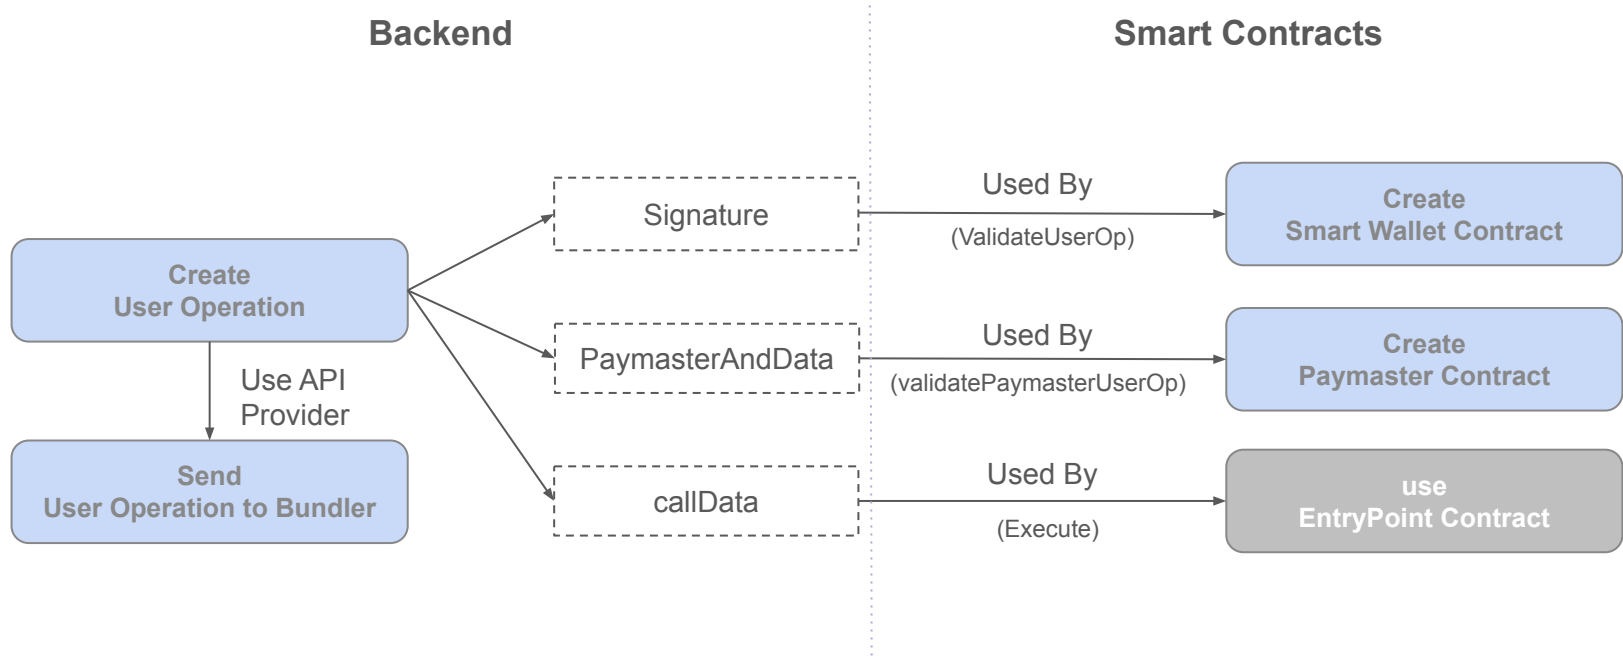 Backend
Smart Contracts
Signature
Used By
(ValidateUserOp)
Create
Smart Wallet Contract
Create
User Operation
PaymasterAndData
Used By
(validatePaymasterUserOp)
Create
Paymaster Contract
Use API
Provider
Send
User Operation to Bundler
callData
Used By
(Execute)
use
EntryPoint Contract